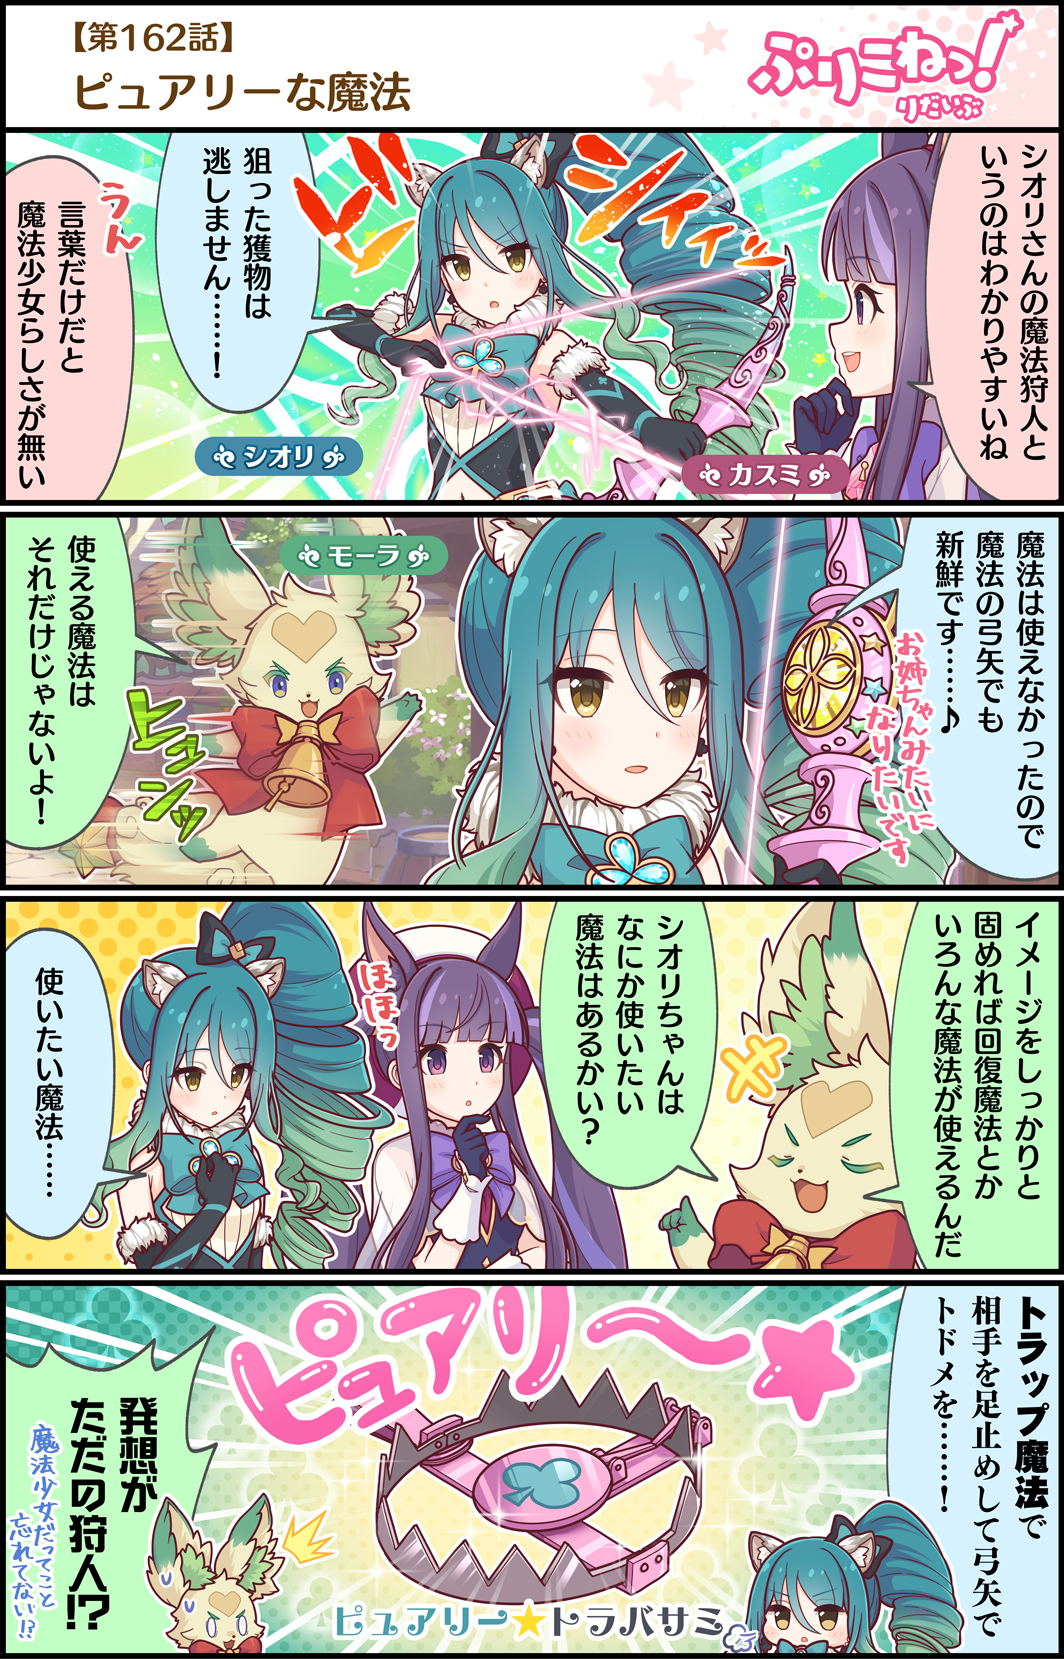 【第162話】
ピュアリーな魔法
ぷりこねっ!
りだいぶ
シオリさんの魔法狩人と
いうのはわかりやすいね
ビシィィッ
狙った獲物は
逃しません……!
うん
言葉だけだと
魔法少女らしさが無い
シオリ
カスミ
魔法は使えなかったので
魔法の弓矢でも
新鮮です……♪
お姉ちゃんみたいに
なりたいです
モーラ
使える魔法は
それだけじゃないよ!
ヒュンッ
イメージをしっかりと
固めれば回復魔法とか
いろんな魔法が使えるんだ
シオリちゃんは
なにか使いたい
魔法はあるかい?
ほほぅ
使いたい魔法……
トラップ魔法で
相手を足止めして弓矢で
トドメを……!
ピュアリ〜★
ピュアリー★トラバサミ
発想が
ただの狩人!?
魔法少女だってこと
忘れてない!?